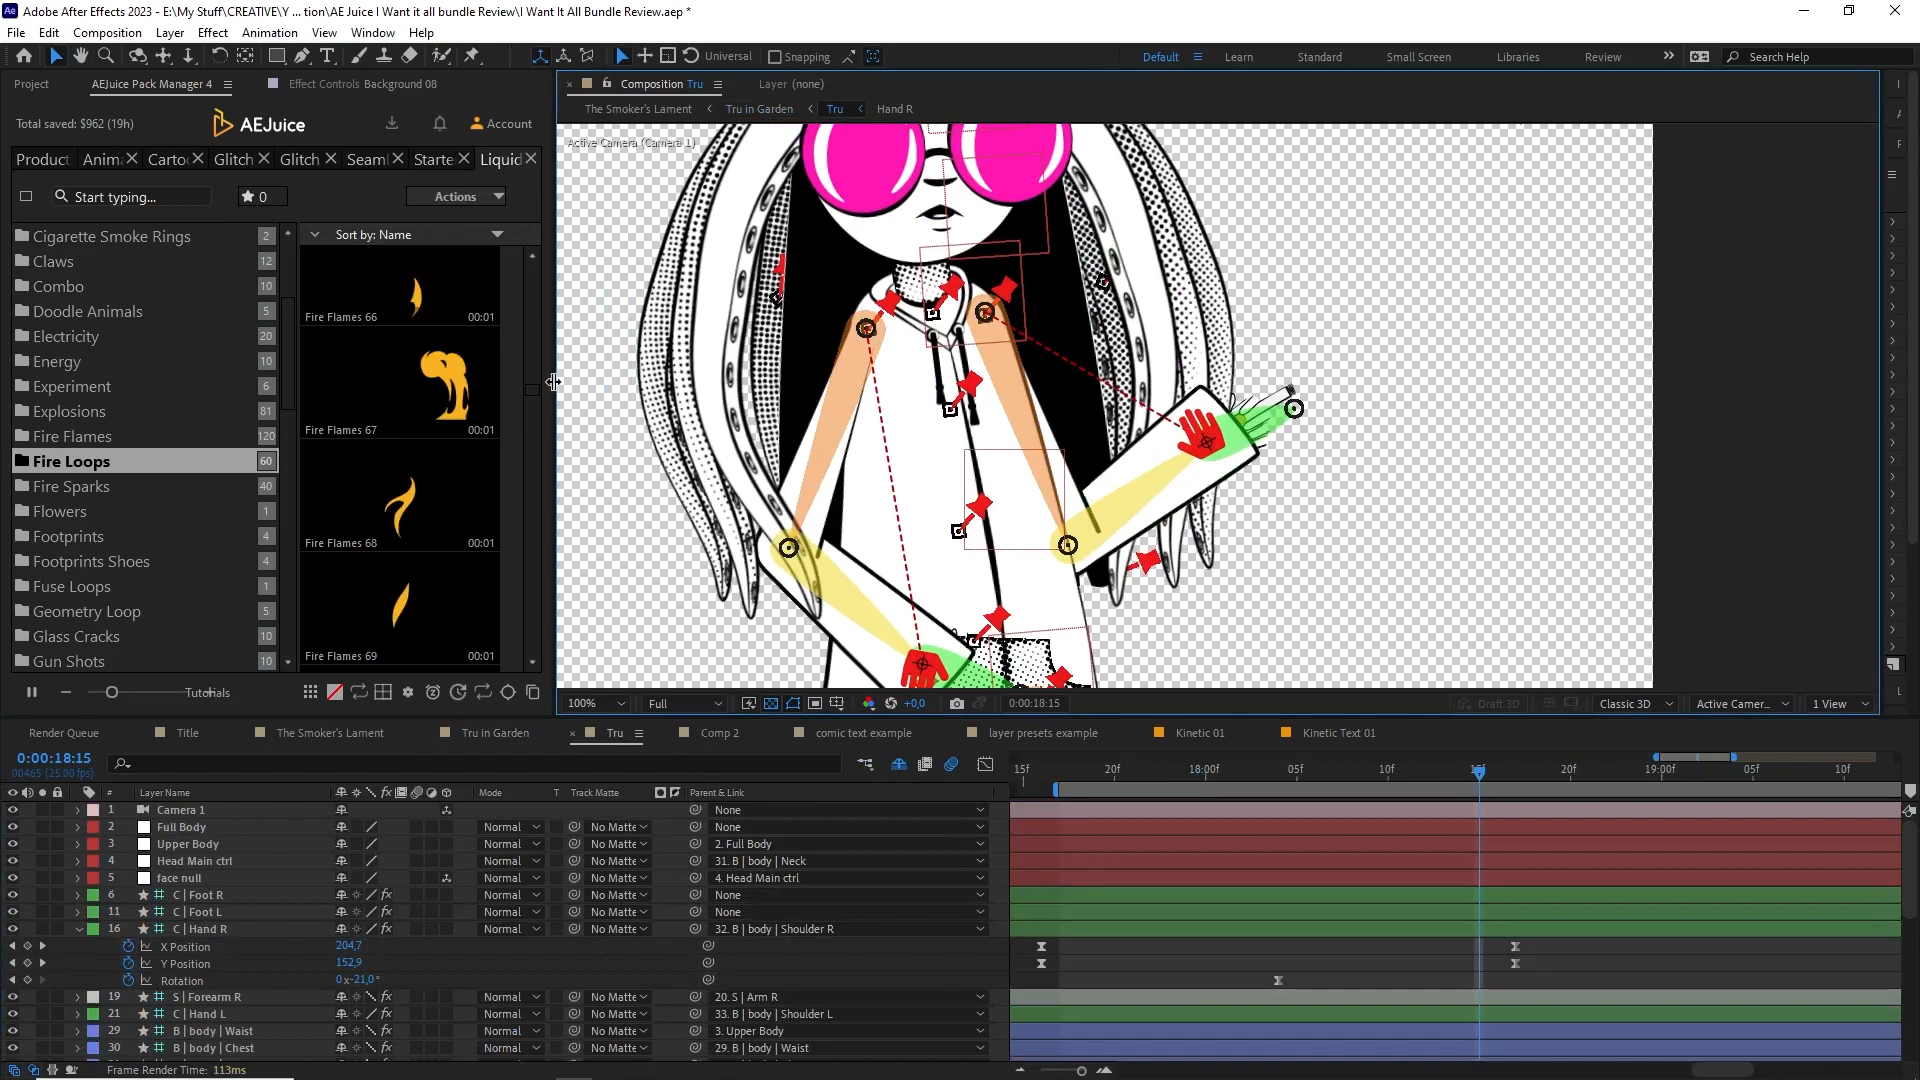 Adobe After Effects 2023 - E:\My Stuff\CREATIVE\Y ... tion\AE Juice I Want it all bundle Review\I Want It All Bundle Review.aep *
File Edit Composition Layer Effect Animation View Window Help
Universal Snapping Default Learn Standard Small Screen Libraries Review Search Help
Project AEJuice Pack Manager 4 Effect Controls Background 08
Composition Tru Layer (none)
Total saved: $962 (19h) AEJuice Account
The Smoker's Lament Tru in Garden Tru Hand R
Active Camera (Camera 1)
Product Anima Cartoo Glitch Glitch Seaml Starte Liquid
Start typing... 0 Actions
Sort by: Name
Cigarette Smoke Rings 2
Claws 12
Combo 10
Doodle Animals 5
Electricity 20
Energy 10
Experiment 6
Explosions 81
Fire Flames 120
Fire Loops 60
Fire Sparks 40
Flowers 1
Footprints 4
Footprints Shoes 4
Fuse Loops 1
Geometry Loop 5
Glass Cracks 10
Gun Shots 10
Fire Flames 66 00:01
Fire Flames 67 00:01
Fire Flames 68 00:01
Fire Flames 69 00:01
Tutorials
100% Full +0,0 0:00:18:15 Draft 3D Classic 3D Active Camer... 1 View
Render Queue Title The Smoker's Lament Tru in Garden Tru Comp 2 comic text example layer presets example Kinetic 01 Kinetic Text 01
0:00:18:15
00465 (25.00 fps)
15f 20f 18:00f 05f 10f 15f 20f 19:00f 05f 10f
# Layer Name Mode T Track Matte Parent & Link
1 Camera 1 None
2 Full Body Normal No Matte None
3 Upper Body Normal No Matte 2. Full Body
4 Head Main ctrl Normal No Matte 31. B | body | Neck
5 face null Normal No Matte 4. Head Main ctrl
6 C | Foot R Normal No Matte None
11 C | Foot L Normal No Matte None
16 C | Hand R Normal No Matte 32. B | body | Shoulder R
X Position 204,7
Y Position 152,9
Rotation 0x-21,0°
19 S | Forearm R Normal No Matte 20. S | Arm R
21 C | Hand L Normal No Matte 33. B | body | Shoulder L
29 B | body | Waist Normal No Matte 3. Upper Body
30 B | body | Chest Normal No Matte 29. B | body | Waist
Frame Render Time: 113ms